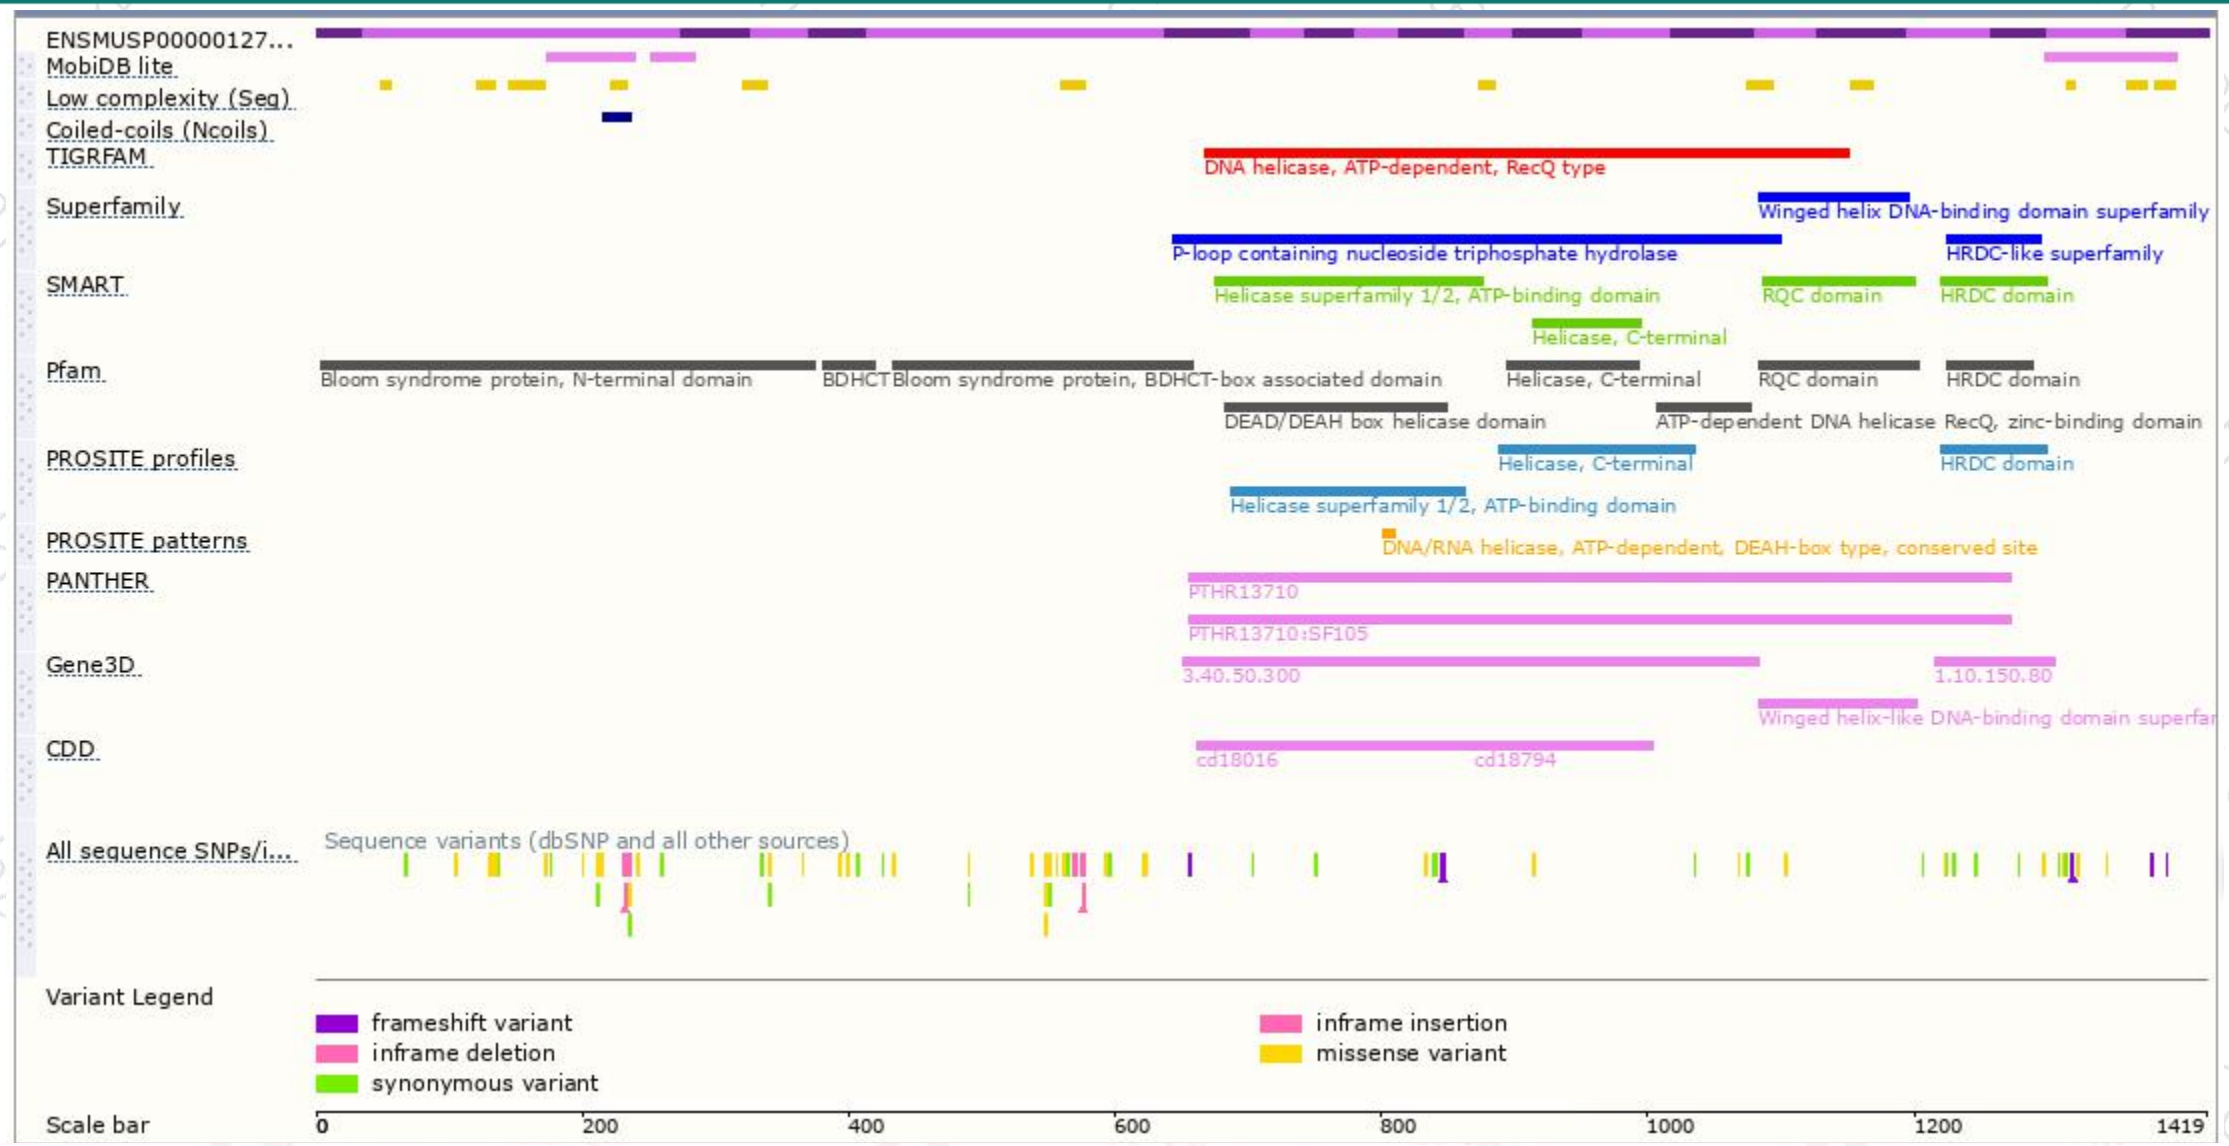 ENSMUSP00000127...
MobiDB lite
Low complexity (Seg)
Coiled-coils (Ncoils)
TIGRFAM
DNA helicase, ATP-dependent, RecQ type
Superfamily
Winged helix DNA-binding domain superfamily
P-loop containing nucleoside triphosphate hydrolase
HRDC-like superfamily
SMART
Helicase superfamily 1/2, ATP-binding domain
RQC domain
HRDC domain
Helicase, C-terminal
Pfam
Bloom syndrome protein, N-terminal domain
BDHCT
Bloom syndrome protein, BDHCT-box associated domain
Helicase, C-terminal
RQC domain
HRDC domain
DEAD/DEAH box helicase domain
ATP-dependent DNA helicase RecQ, zinc-binding domain
PROSITE profiles
Helicase, C-terminal
HRDC domain
Helicase superfamily 1/2, ATP-binding domain
PROSITE patterns
DNA/RNA helicase, ATP-dependent, DEAH-box type, conserved site
PANTHER
PTHR13710
PTHR13710:SF105
Gene3D
3.40.50.300
1.10.150.80
Winged helix-like DNA-binding domain superfar
CDD
cd18016
cd18794
Sequence variants (dbSNP and all other sources)
All sequence SNPs/i...
Variant Legend
frameshift variant
inframe insertion
inframe deletion
missense variant
synonymous variant
Scale bar
0
200
400
600
800
1000
1200
1419